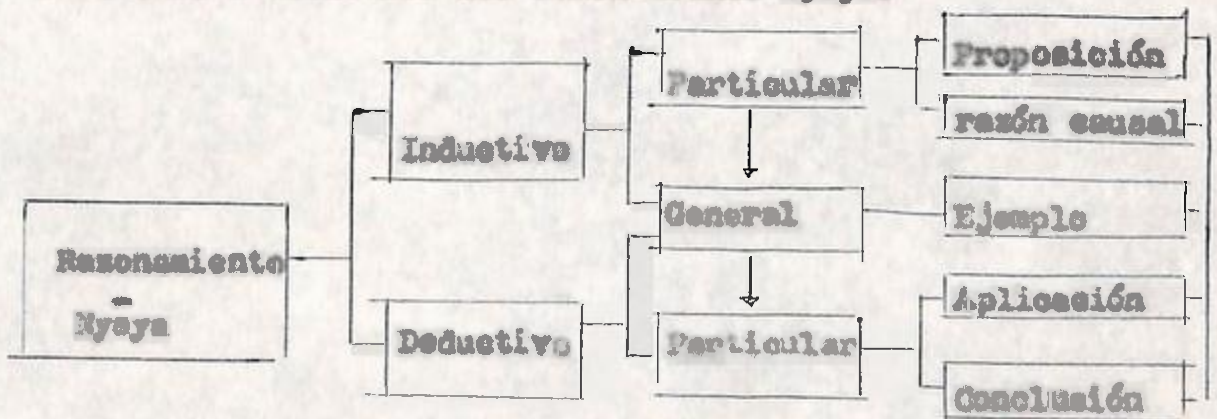 Razonamiento
-
Nyaya
Inductivo
Deductivo
Particular
General
Particular
Proposición
razón causal
Ejemplo
Aplicación
Conclusión